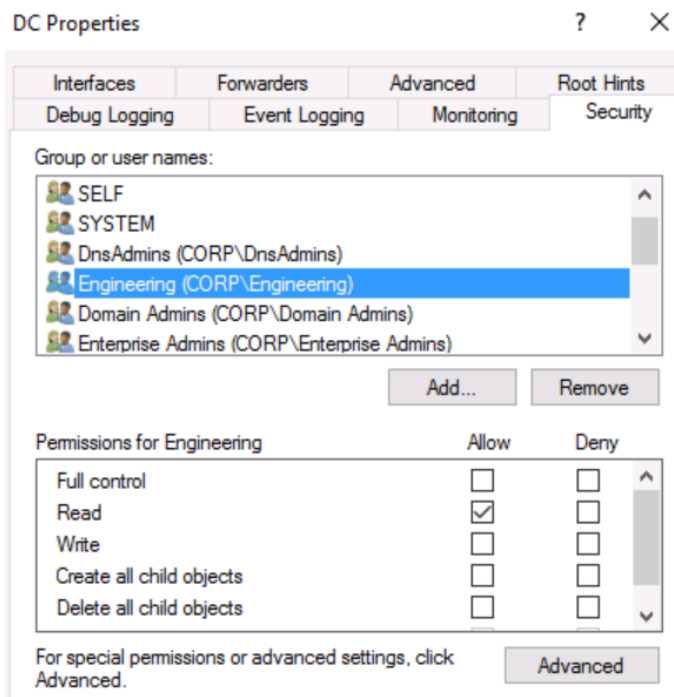 DC Properties ? ×
Interfaces Forwarders Advanced Root Hints
Debug Logging Event Logging Monitoring Security
Group or user names:
SELF
SYSTEM
DnsAdmins (CORP\DnsAdmins)
Engineering (CORP\Engineering)
Domain Admins (CORP\Domain Admins)
Enterprise Admins (CORP\Enterprise Admins)
Add... Remove
Permissions for Engineering Allow Deny
Full control
Read
Write
Create all child objects
Delete all child objects
For special permissions or advanced settings, click
Advanced.
Advanced